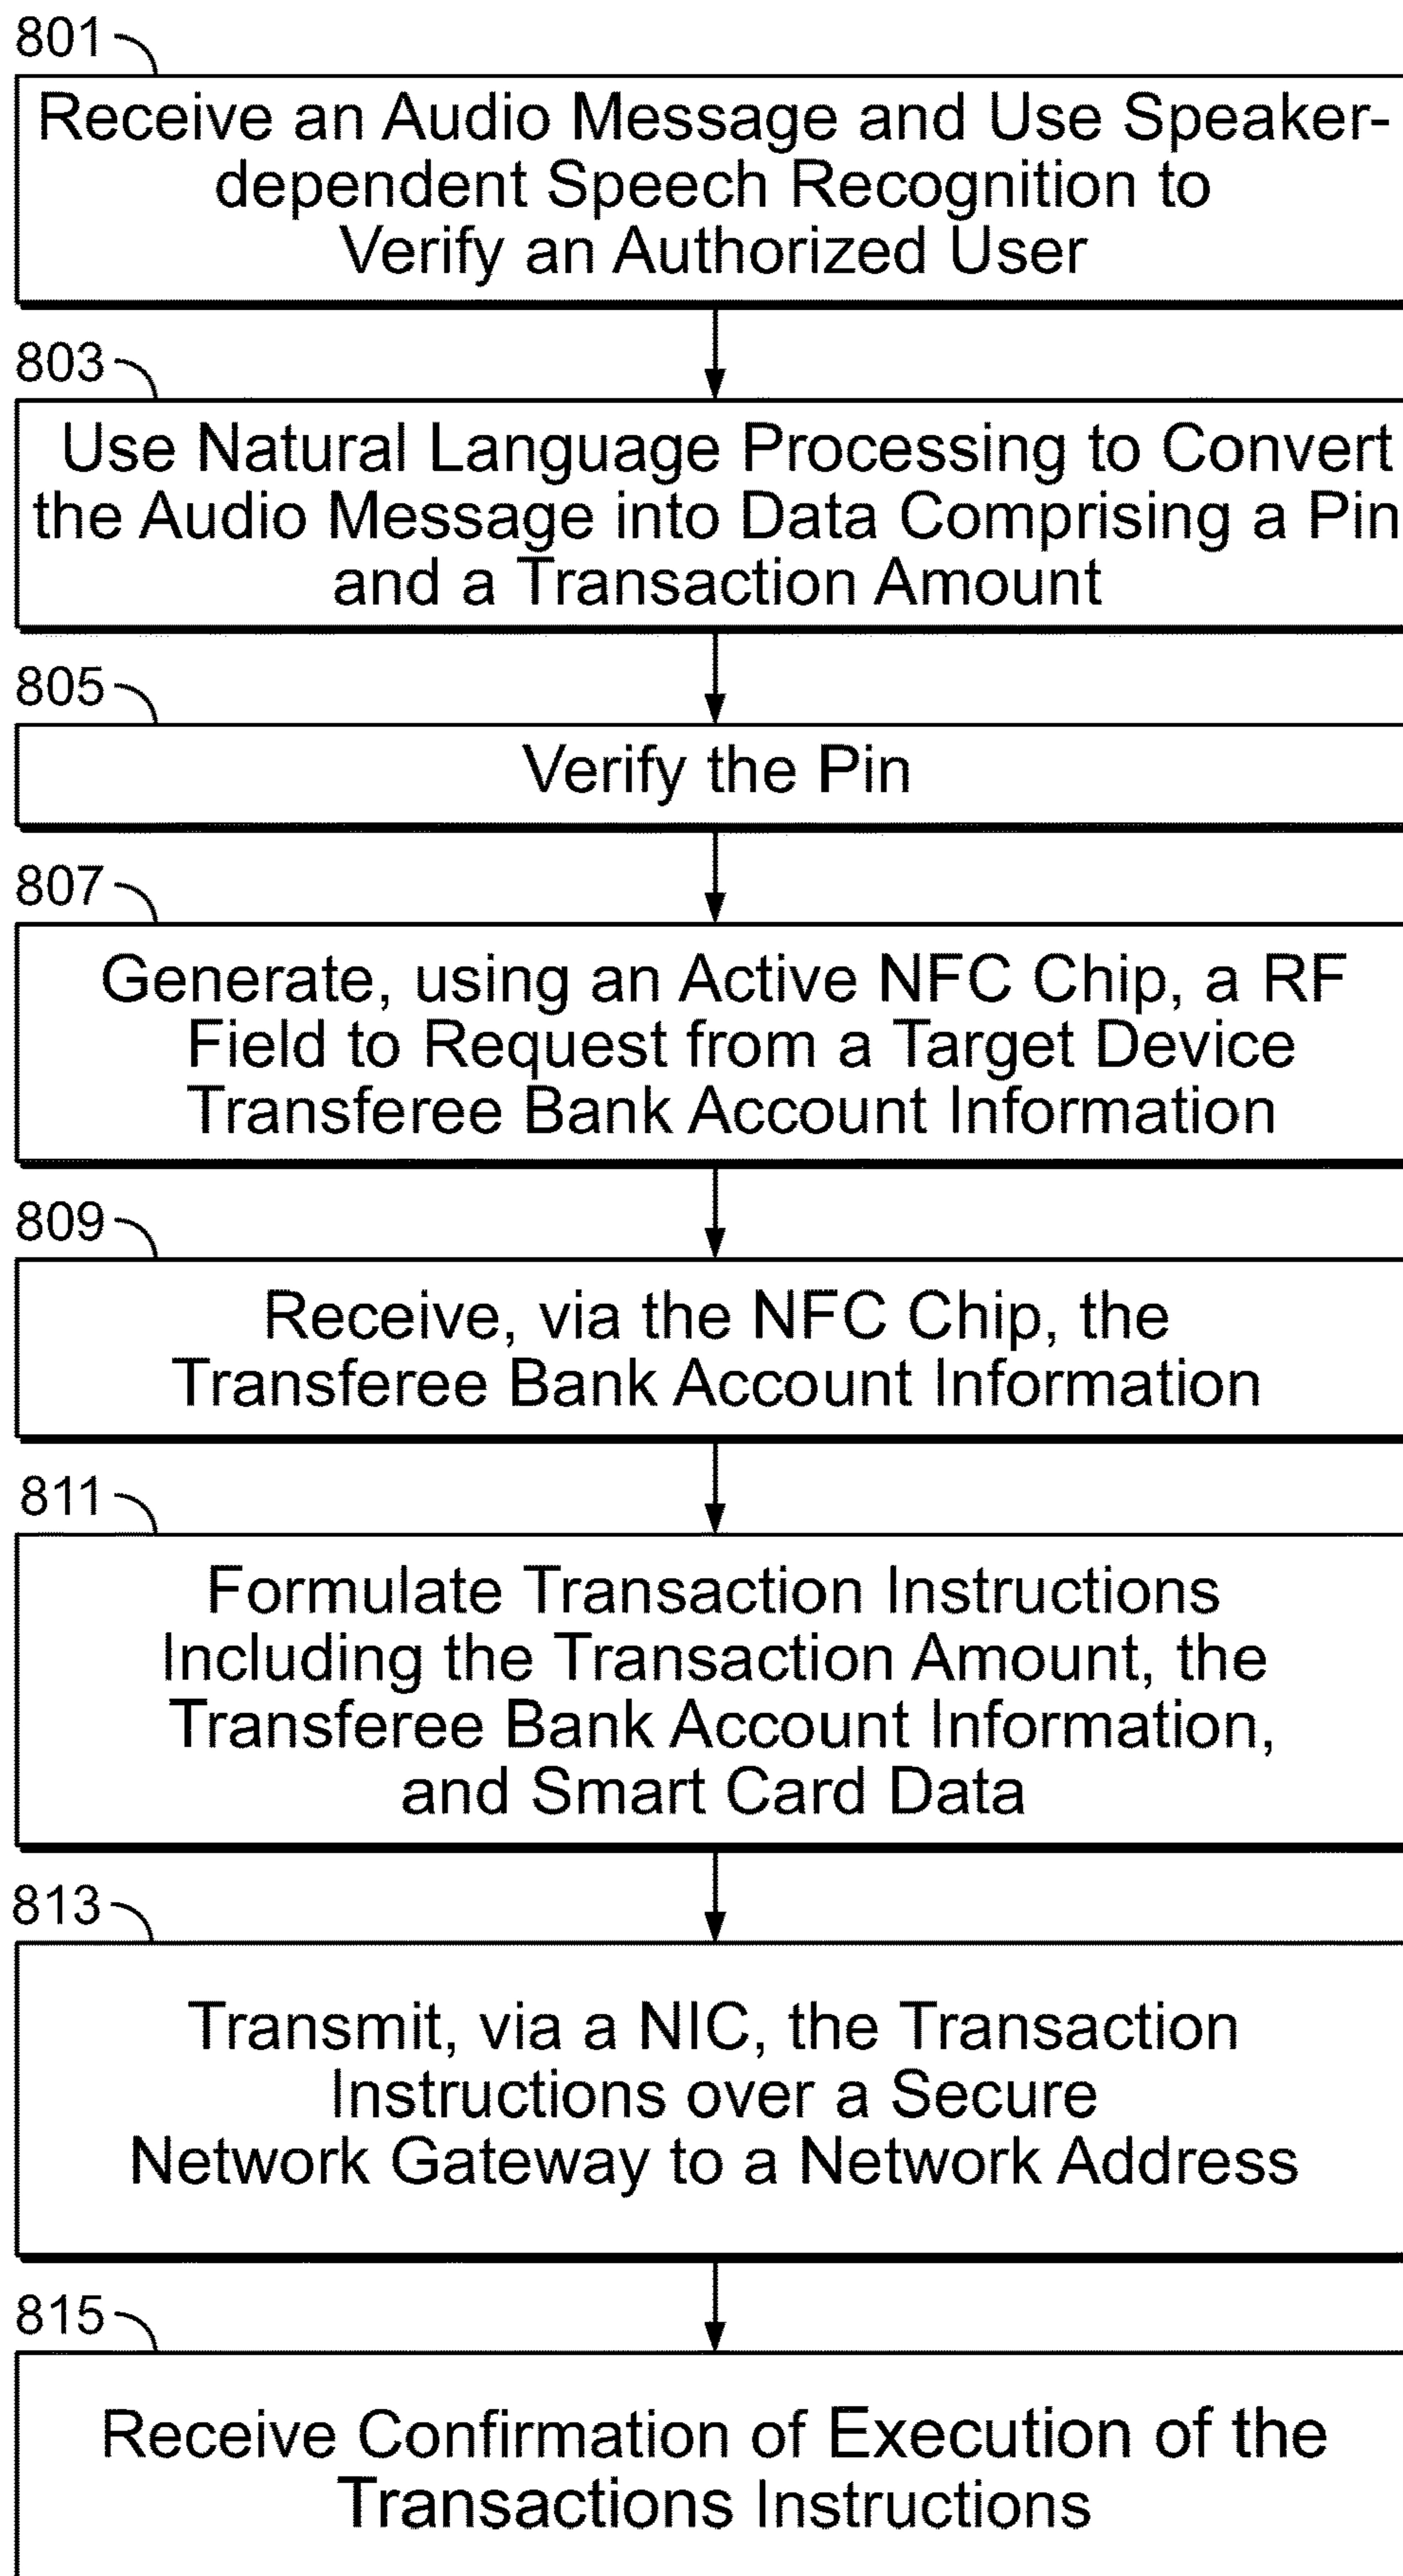 801
Receive an Audio Message and Use Speaker-
dependent Speech Recognition to
Verify an Authorized User
803
Use Natural Language Processing to Convert
the Audio Message into Data Comprising a Pin
and a Transaction Amount
805
Verify the Pin
807
Generate, using an Active NFC Chip, a RF
Field to Request from a Target Device
Transferee Bank Account Information
809
Receive, via the NFC Chip, the
Transferee Bank Account Information
811
Formulate Transaction Instructions
Including the Transaction Amount, the
Transferee Bank Account Information,
and Smart Card Data
813
Transmit, via a NIC, the Transaction
Instructions over a Secure
Network Gateway to a Network Address
815
Receive Confirmation of Execution of the
Transactions Instructions